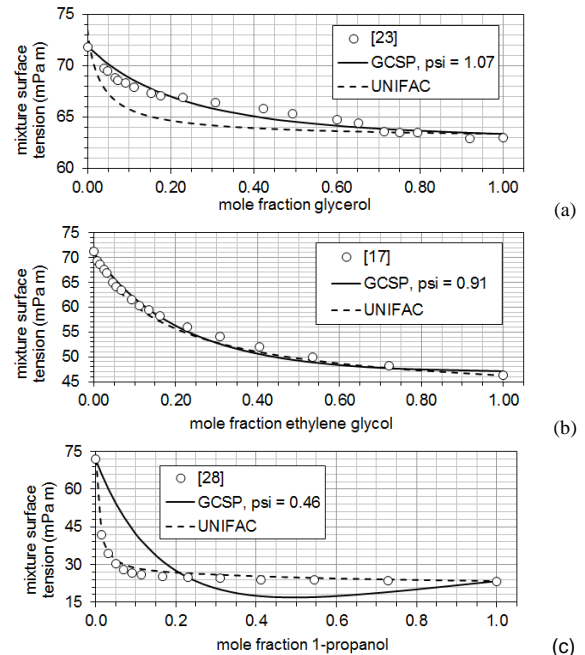 75
70
65
60
mixture surface
tension (mPa m)
[23]
GCSP, psi = 1.07
UNIFAC
0.00 0.20 0.40 0.60 0.80 1.00
mole fraction glycerol
(a)
75
70
65
60
55
50
45
mixture surface
tension (mPa m)
[17]
GCSP, psi = 0.91
UNIFAC
0.00 0.20 0.40 0.60 0.80 1.00
mole fraction ethylene glycol
(b)
75
60
45
30
15
mixture surface
tension (mPa m)
[28]
GCSP, psi = 0.46
UNIFAC
0.0 0.2 0.4 0.6 0.8 1.0
mole fraction 1-propanol
(c)